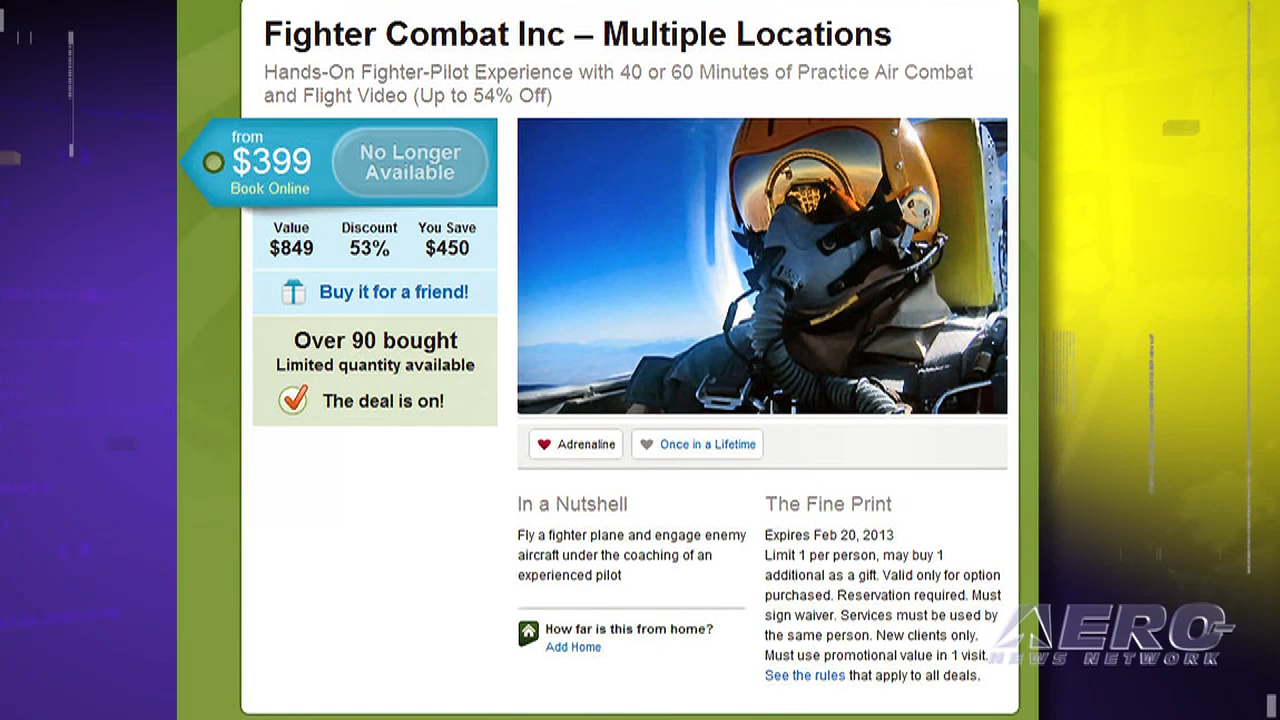 Fighter Combat Inc – Multiple Locations
Hands-On Fighter-Pilot Experience with 40 or 60 Minutes of Practice Air Combat
and Flight Video (Up to 54% Off)
from
$399
Book Online
No Longer
Available
Value
$849
Discount
53%
You Save
$450
Buy it for a friend!
Over 90 bought
Limited quantity available
The deal is on!
Adrenaline
Once in a Lifetime
In a Nutshell
Fly a fighter plane and engage enemy
aircraft under the coaching of an
experienced pilot
How far is this from home?
Add Home
The Fine Print
Expires Feb 20, 2013
Limit 1 per person, may buy 1
additional as a gift. Valid only for option
purchased. Reservation required. Must
sign waiver. Services must be used by
the same person. New clients only.
Must use promotional value in 1 visit.
See the rules that apply to all deals.
AERO
NEWS NETWORK